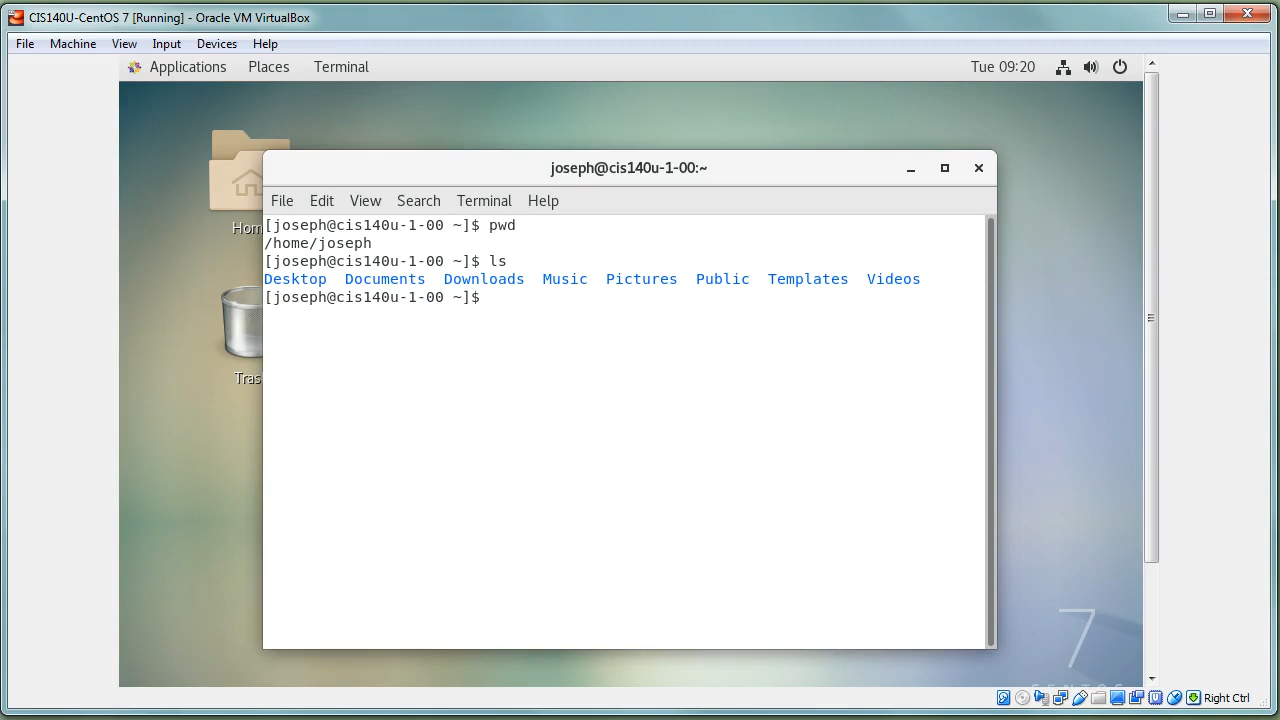 CIS140U-CentOS 7 [Running] - Oracle VM VirtualBox
File Machine View Input Devices Help
Applications Places Terminal Tue 09:20
joseph@cis140u-1-00:~
File Edit View Search Terminal Help
[joseph@cis140u-1-00 ~]$ pwd
/home/joseph
[joseph@cis140u-1-00 ~]$ ls
Desktop Documents Downloads Music Pictures Public Templates Videos
[joseph@cis140u-1-00 ~]$
7
Right Ctrl